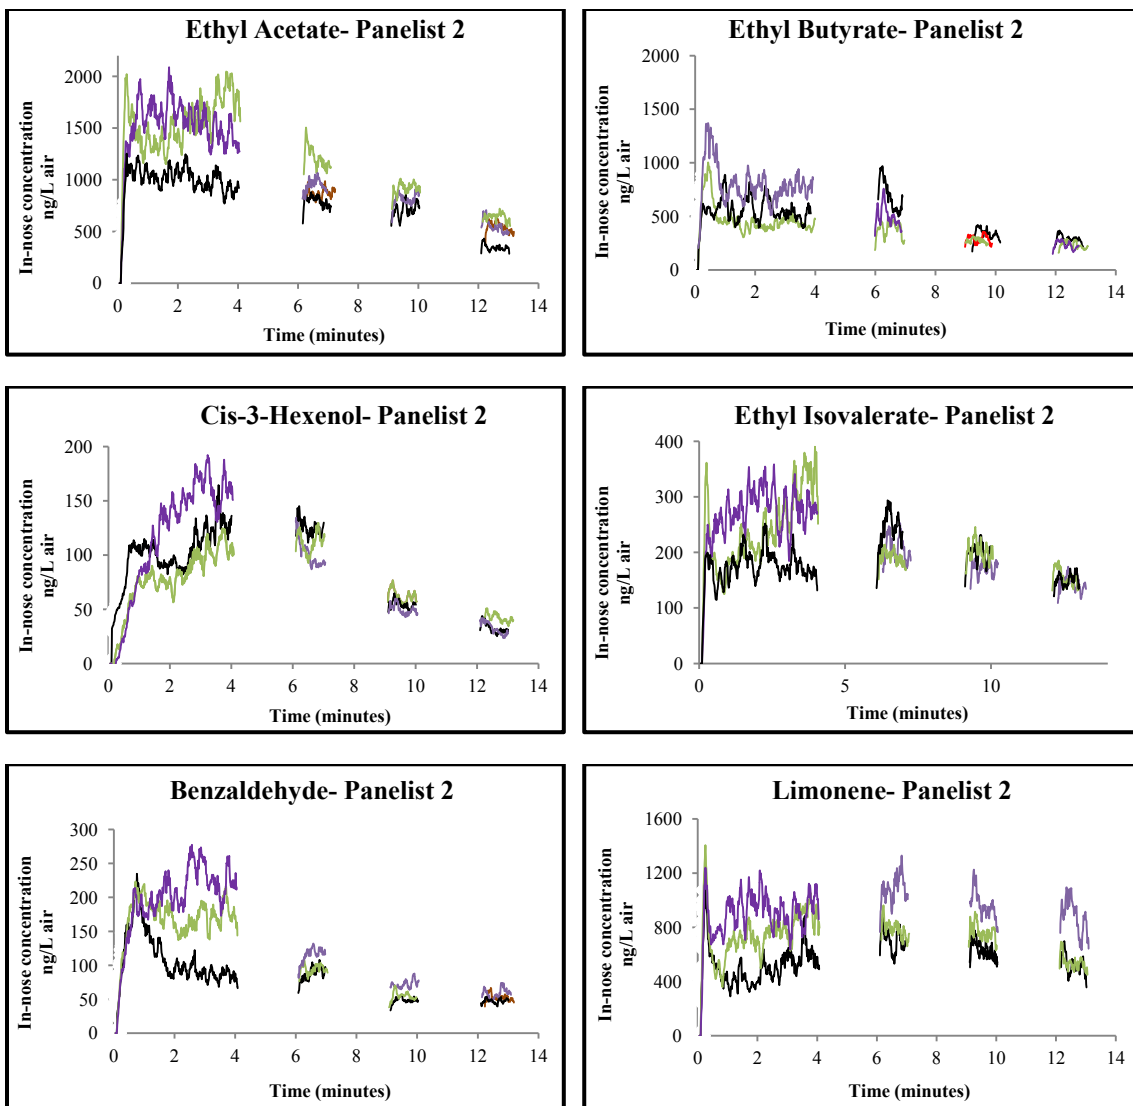 Ethyl Acetate- Panelist 2
In-nose concentration
ng/L air
2000
1500
1000
500
0
0 2 4 6 8 10 12 14
Time (minutes)
Ethyl Butyrate- Panelist 2
In-nose concentration
ng/L air
2000
1500
1000
500
0
0 2 4 6 8 10 12 14
Time (minutes)
Cis-3-Hexenol- Panelist 2
In-nose concentration
ng/L air
200
150
100
50
0
0 2 4 6 8 10 12 14
Time (minutes)
Ethyl Isovalerate- Panelist 2
In-nose concentration
ng/L air
400
300
200
100
0
0 5 10
Time (minutes)
Benzaldehyde- Panelist 2
In-nose concentration
ng/L air
300
250
200
150
100
50
0
0 2 4 6 8 10 12 14
Time (minutes)
Limonene- Panelist 2
In-nose concentration
ng/L air
1600
1200
800
400
0
0 2 4 6 8 10 12 14
Time (minutes)